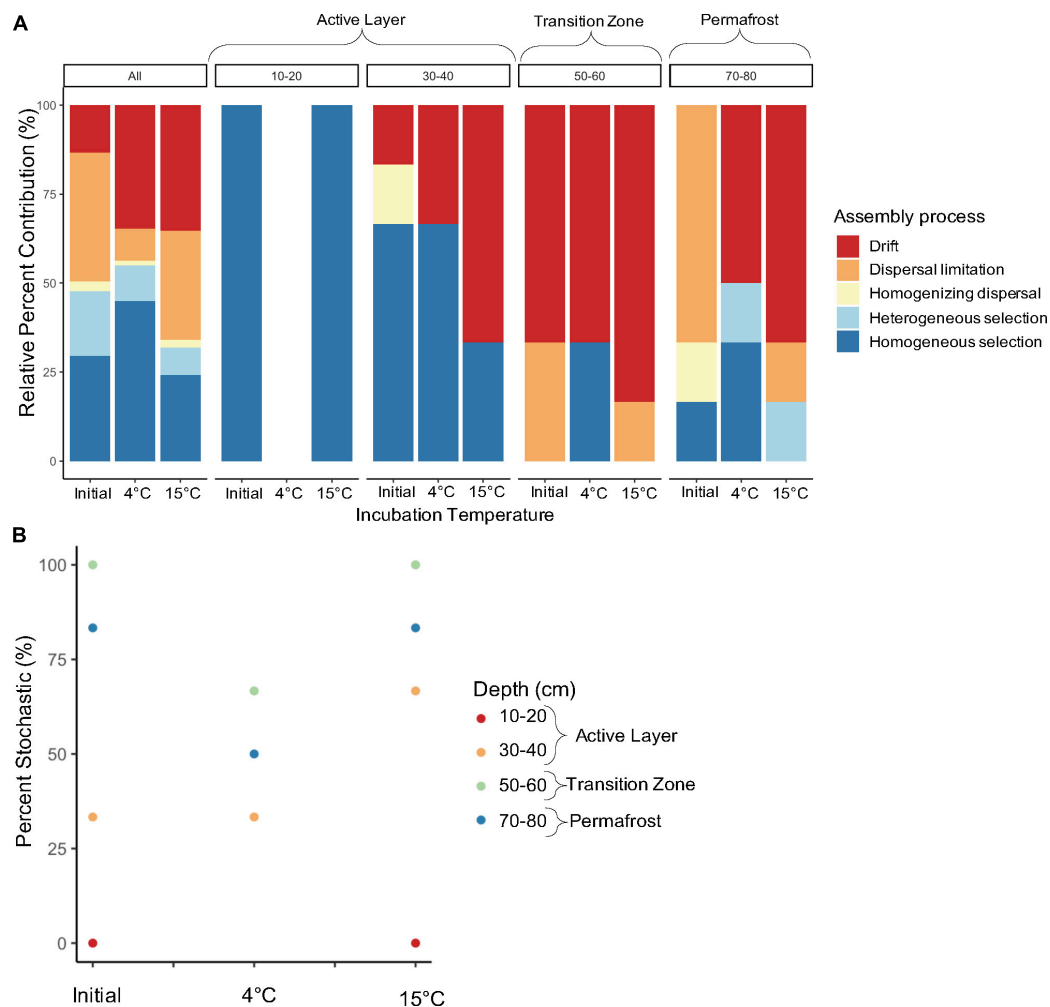 A
Active Layer
Transition Zone
Permafrost
All
10-20
30-40
50-60
70-80
Relative Percent Contribution (%)
100
75
50
25
0
Initial 4°C 15°C
Initial 4°C 15°C
Initial 4°C 15°C
Initial 4°C 15°C
Initial 4°C 15°C
Incubation Temperature
Assembly process
Drift
Dispersal limitation
Homogenizing dispersal
Heterogeneous selection
Homogeneous selection
B
Percent Stochastic (%)
100
75
50
25
0
Initial 4°C 15°C
Depth (cm)
10-20
30-40
Active Layer
50-60 Transition Zone
70-80 Permafrost